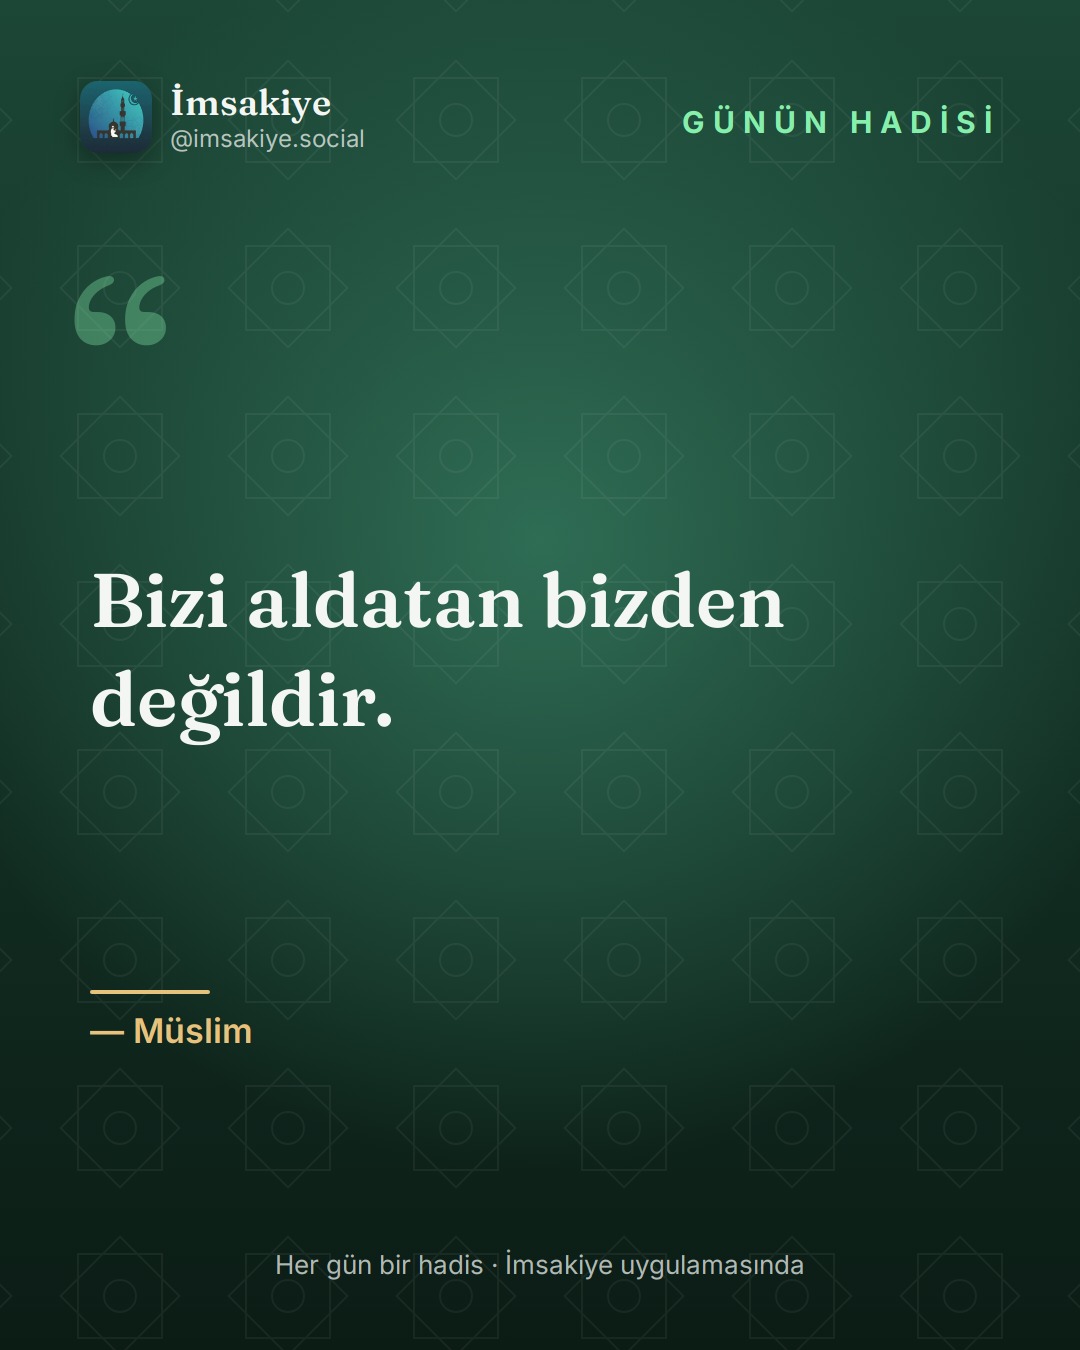 İmsakiye
@imsakiye.social
GÜNÜN HADİSİ
“
Bizi aldatan bizden
değildir.
— Müslim
Her gün bir hadis · İmsakiye uygulamasında